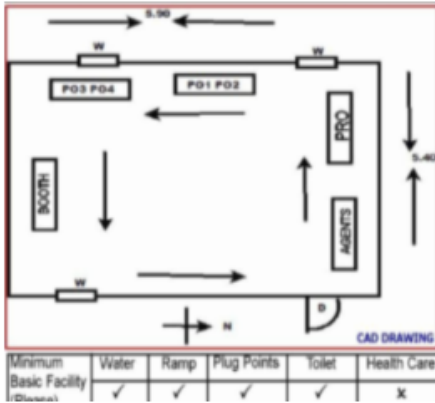 5.90
W
W
PO3 PO4
PO1 PO2
PRO
5.40
BOOTH
AGENTS
W
D
N
CAD DRAWING
Minimum Water Ramp Plug Points Toilet Health Care
Basic Facility ✓ ✓ ✓ ✓ x
(Please)